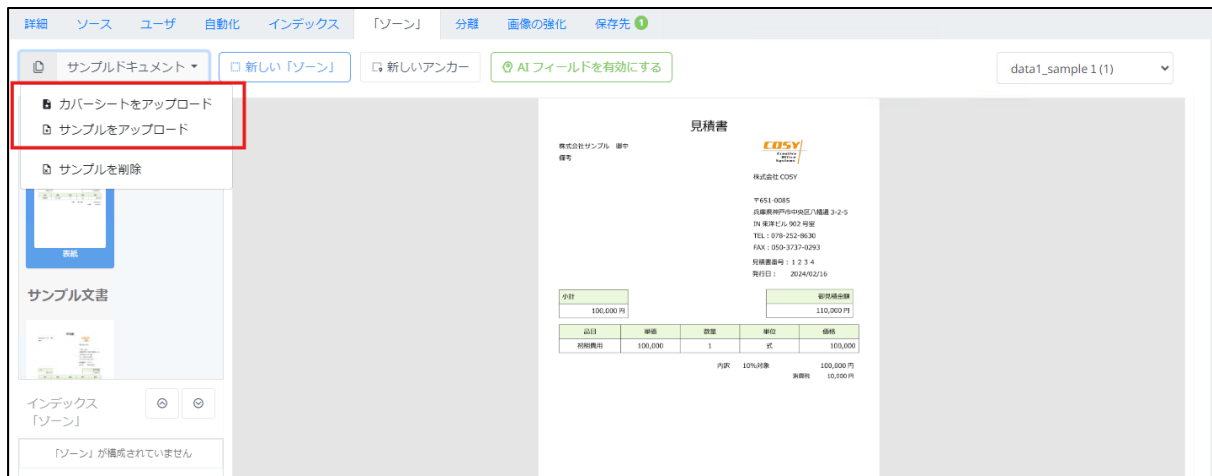 詳細 ソース ユーザ 自動化 インデックス 「ゾーン」 分離 画像の強化 保存先 1
サンプルドキュメント 新しい「ゾーン」 新しいアンカー AI フィールドを有効にする data1_sample 1 (1)
カバーシートをアップロード
サンプルをアップロード
サンプルを削除
表紙
サンプル文書
インデックス
「ゾーン」
「ゾーン」が構成されていません
見積書
株式会社サンプル 御中
備考
COSY
Creative
Office
Systems
株式会社 COSY
〒651-0085
兵庫県神戸市中央区八幡通 3-2-5
IN 東洋ビル 902 号室
TEL : 078-252-8630
FAX : 050-3737-0293
見積書番号 : 1 2 3 4
発行日 : 2024/02/16
小計 御見積金額
100,000 円 110,000 円
品目 単価 数量 単位 価格
初期費用 100,000 1 式 100,000
内訳 10%対象 100,000 円
消費税 10,000 円